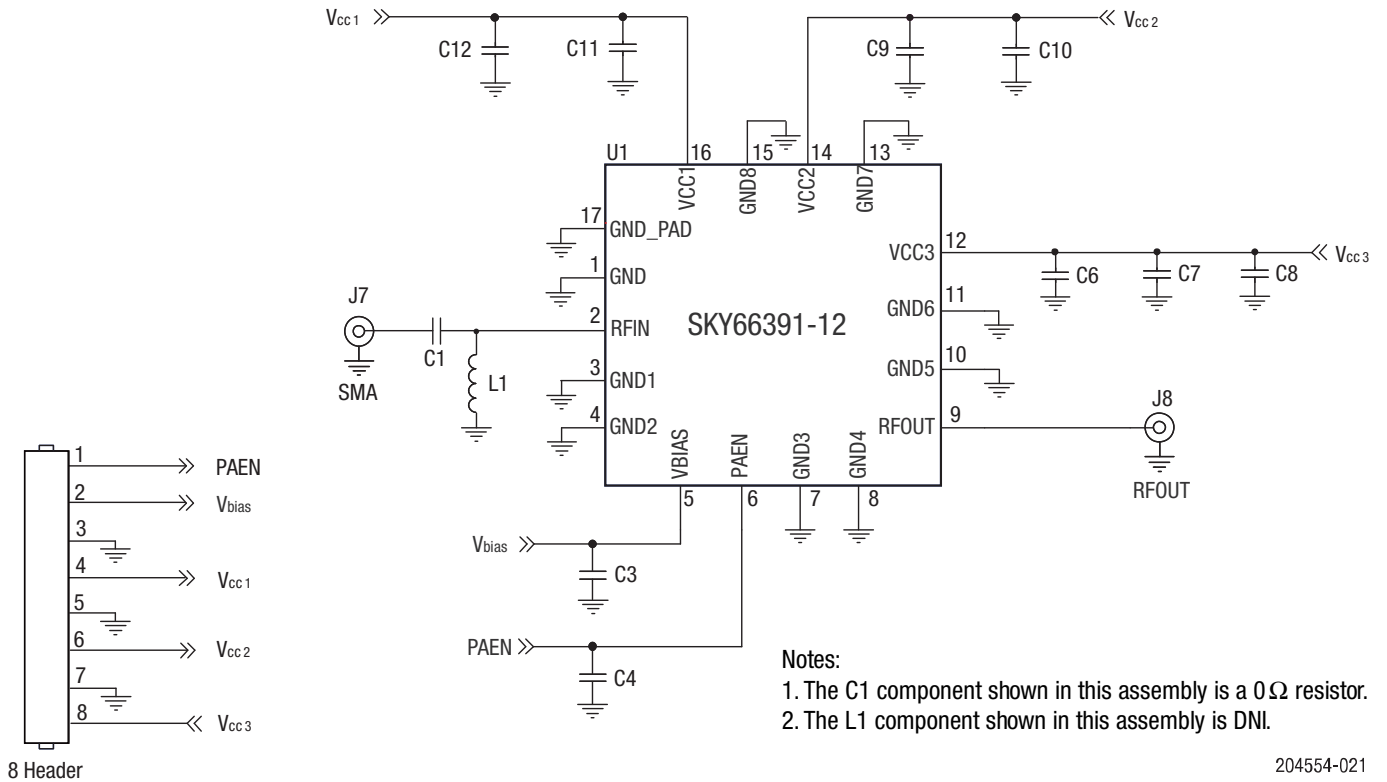 Vcc1
Vcc2
C12
C11
C9
C10
U1
16
15
14
13
VCC1
GND8
VCC2
GND7
17
GND_PAD
VCC3
12
Vcc3
1
GND
C6
C7
C8
J7
GND6
11
2
RFIN
SKY66391-12
C1
GND5
10
SMA
L1
3
GND1
J8
4
GND2
RFOUT
9
VBIAS
PAEN
GND3
GND4
RFOUT
5
6
7
8
Vbias
C3
PAEN
C4
1
PAEN
2
Vbias
3
4
Vcc1
5
6
Vcc2
7
8
Vcc3
8 Header
Notes:
1. The C1 component shown in this assembly is a 0Ω resistor.
2. The L1 component shown in this assembly is DNI.
204554-021